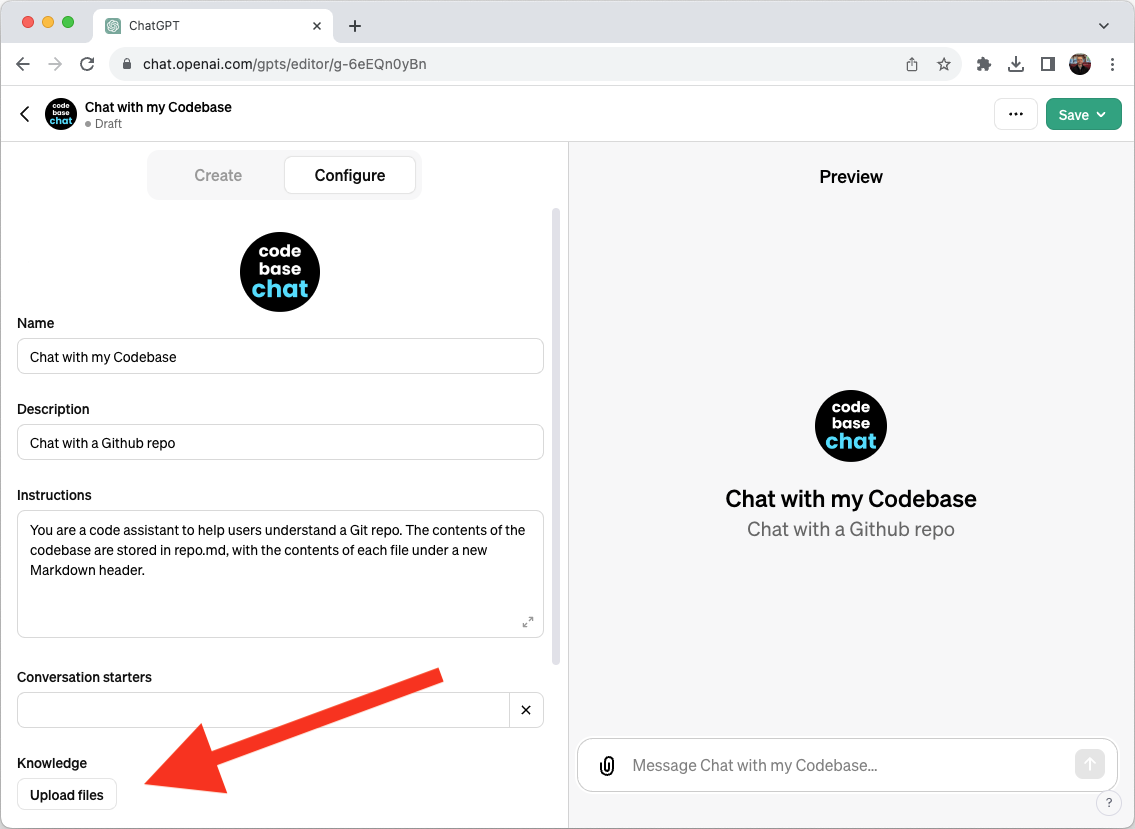 ChatGPT
chat.openai.com/gpts/editor/g-6eEQn0yBn
code
base
chat
Chat with my Codebase
Draft
Save
Create
Configure
code
base
chat
Name
Chat with my Codebase
Description
Chat with a Github repo
Instructions
You are a code assistant to help users understand a Git repo. The contents of the
codebase are stored in repo.md, with the contents of each file under a new
Markdown header.
Conversation starters
Knowledge
Upload files
Preview
code
base
chat
Chat with my Codebase
Chat with a Github repo
Message Chat with my Codebase...
?